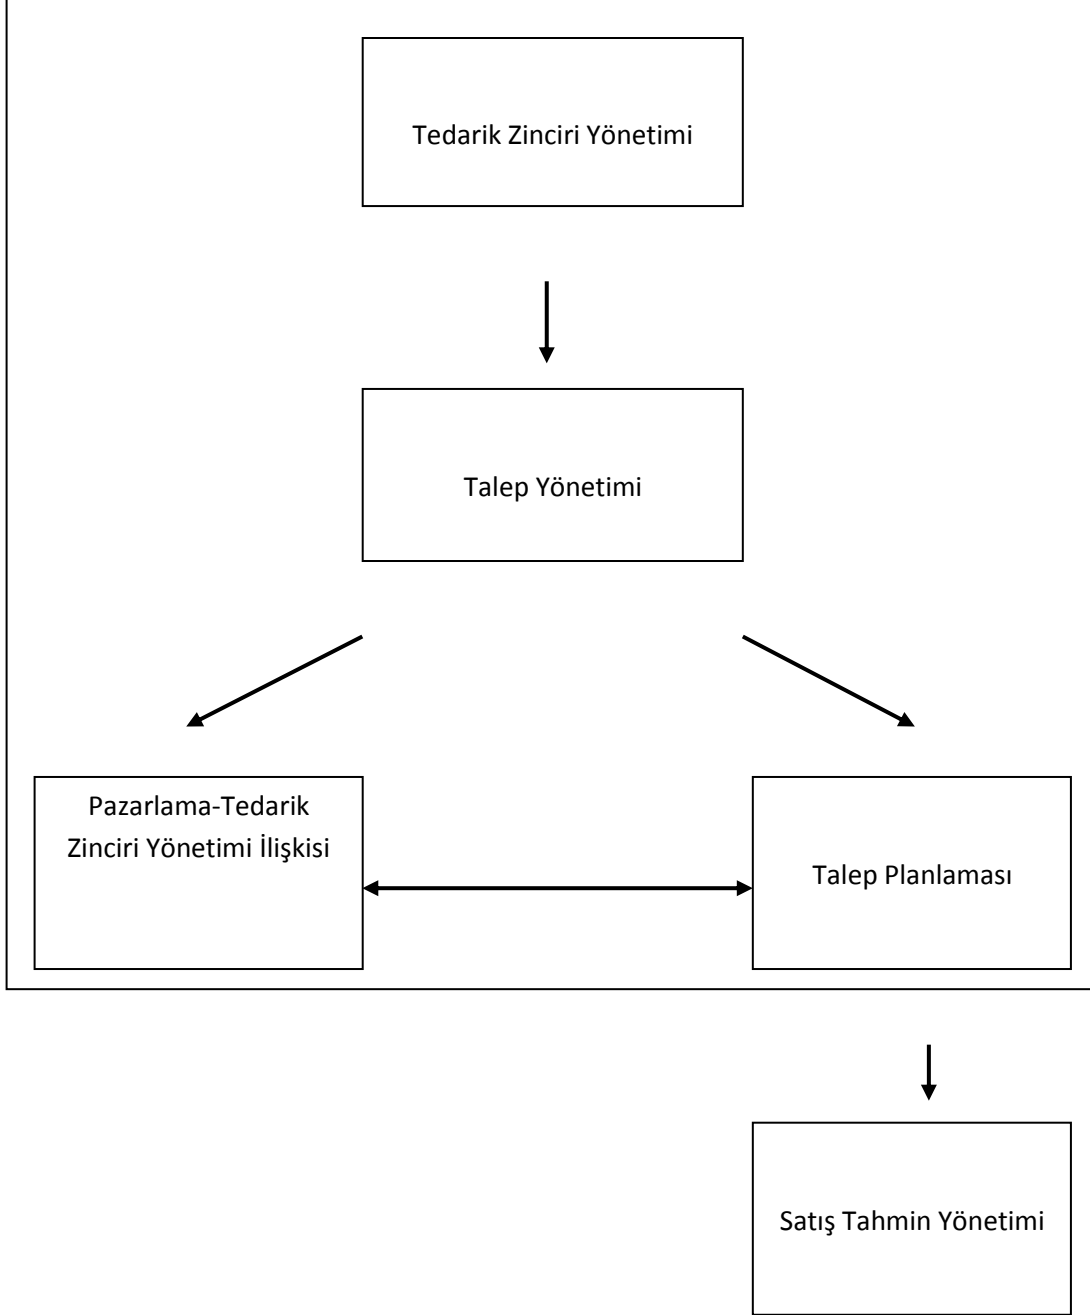 Tedarik Zinciri Yönetimi
Talep Yönetimi
Pazarlama-Tedarik
Zinciri Yönetimi İlişkisi
Talep Planlaması
Satış Tahmin Yönetimi